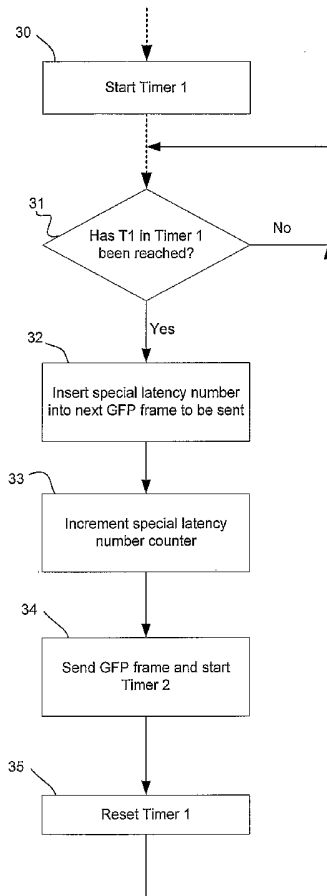 30
Start Timer 1
31
Has T1 in Timer 1
been reached?
No
Yes
32
Insert special latency number
into next GFP frame to be sent
33
Increment special latency
number counter
34
Send GFP frame and start
Timer 2
35
Reset Timer 1